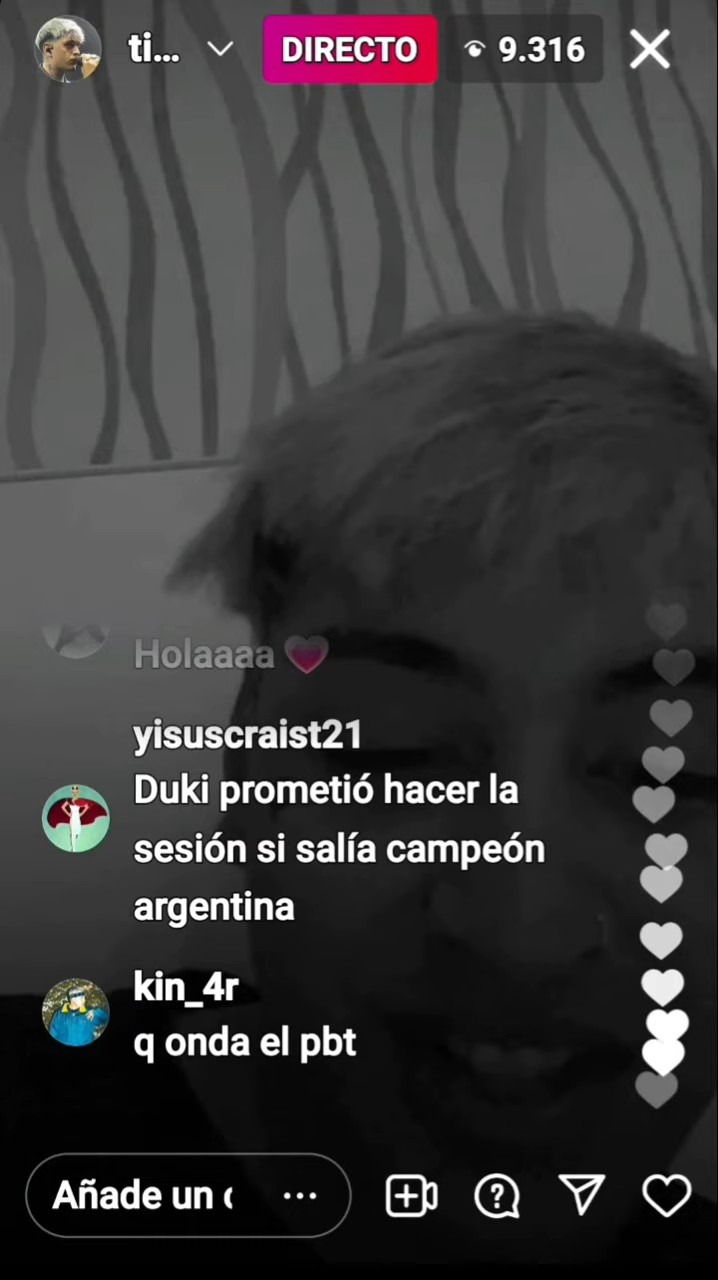 ti...
DIRECTO
9.316
Holaaaa
yisuscraist21
Duki prometió hacer la
sesión si salía campeón
argentina
kin_4r
q onda el pbt
Añade un c